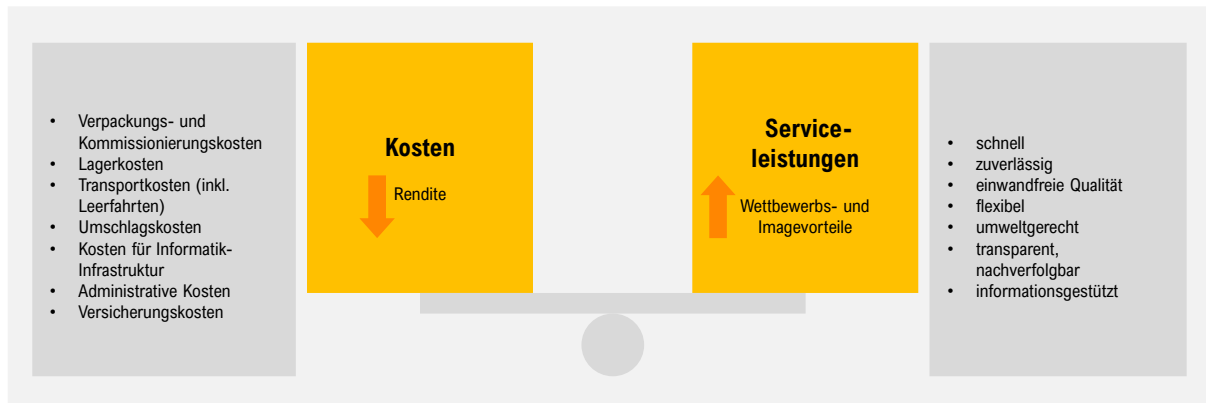 • Verpackungs- und
Kommissionierungskosten
• Lagerkosten
• Transportkosten (inkl.
Leerfahrten)
• Umschlagskosten
• Kosten für Informatik-
Infrastruktur
• Administrative Kosten
• Versicherungskosten
Kosten
Rendite
Service-
leistungen
Wettbewerbs- und
Imagevorteile
• schnell
• zuverlässig
• einwandfreie Qualität
• flexibel
• umweltgerecht
• transparent,
nachverfolgbar
• informationsgestützt